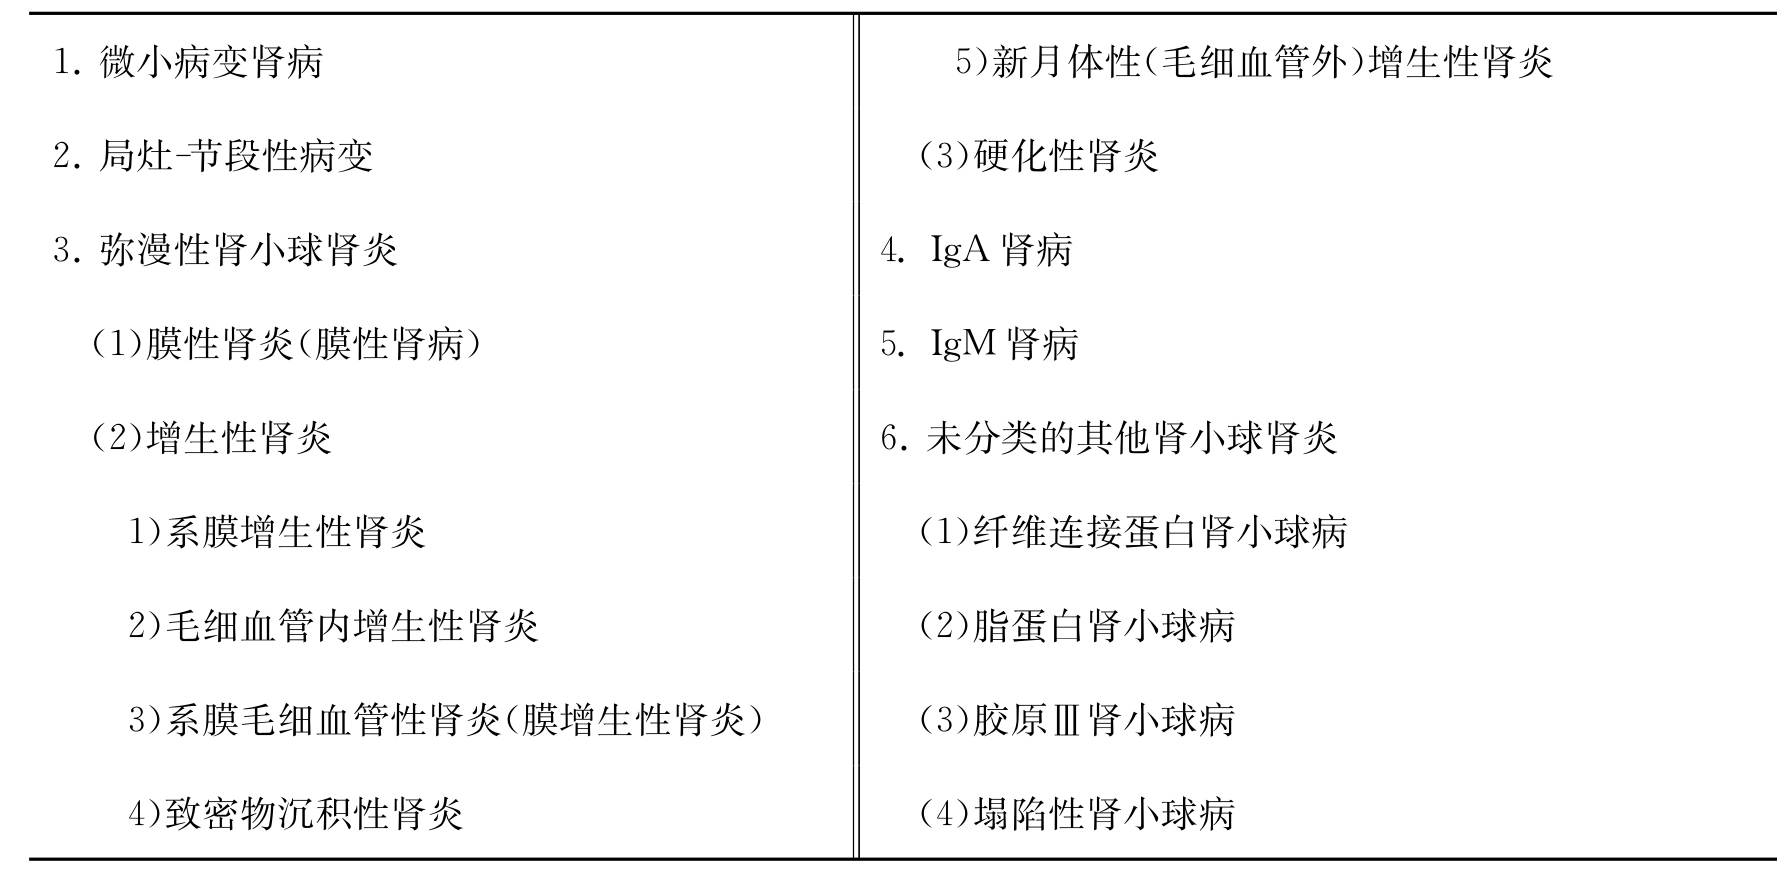 1. 微小病变肾病
2. 局灶-节段性病变
3. 弥漫性肾小球肾炎
(1)膜性肾炎(膜性肾病)
(2)增生性肾炎
1)系膜增生性肾炎
2)毛细血管内增生性肾炎
3)系膜毛细血管性肾炎(膜增生性肾炎)
4)致密物沉积性肾炎
5)新月体性(毛细血管外)增生性肾炎
(3)硬化性肾炎
4. IgA 肾病
5. IgM 肾病
6. 未分类的其他肾小球肾炎
(1)纤维连接蛋白肾小球病
(2)脂蛋白肾小球病
(3)胶原Ⅲ肾小球病
(4)塌陷性肾小球病